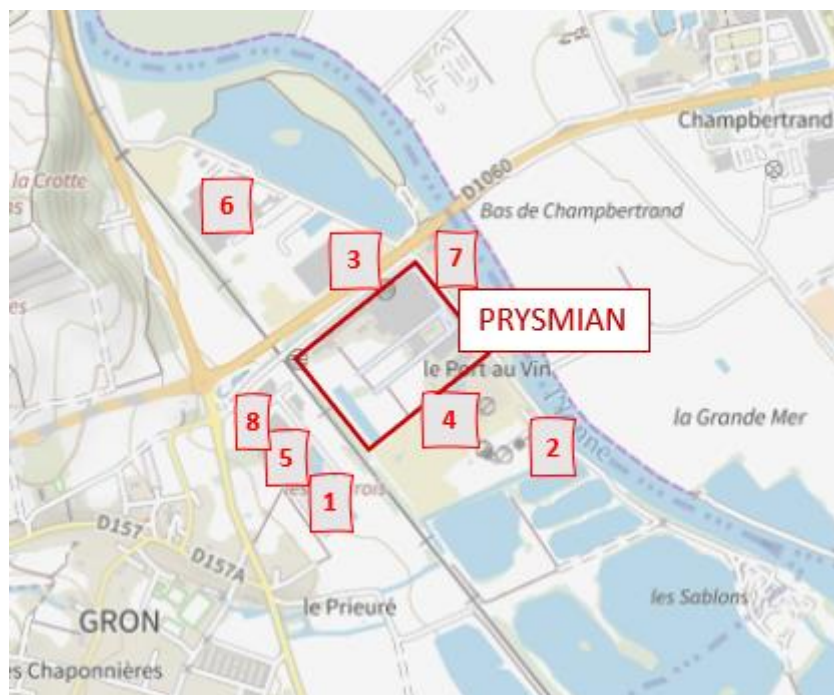 Champbertrand
la Crotte
D1060
6
Bas de Champbertrand
3
7
PRYSMIAN
le Port au Vin
4
la Grande Mer
8
2
5
1
D157
D157A
les Sablons
le Prieuré
GRON
es Chaponnières